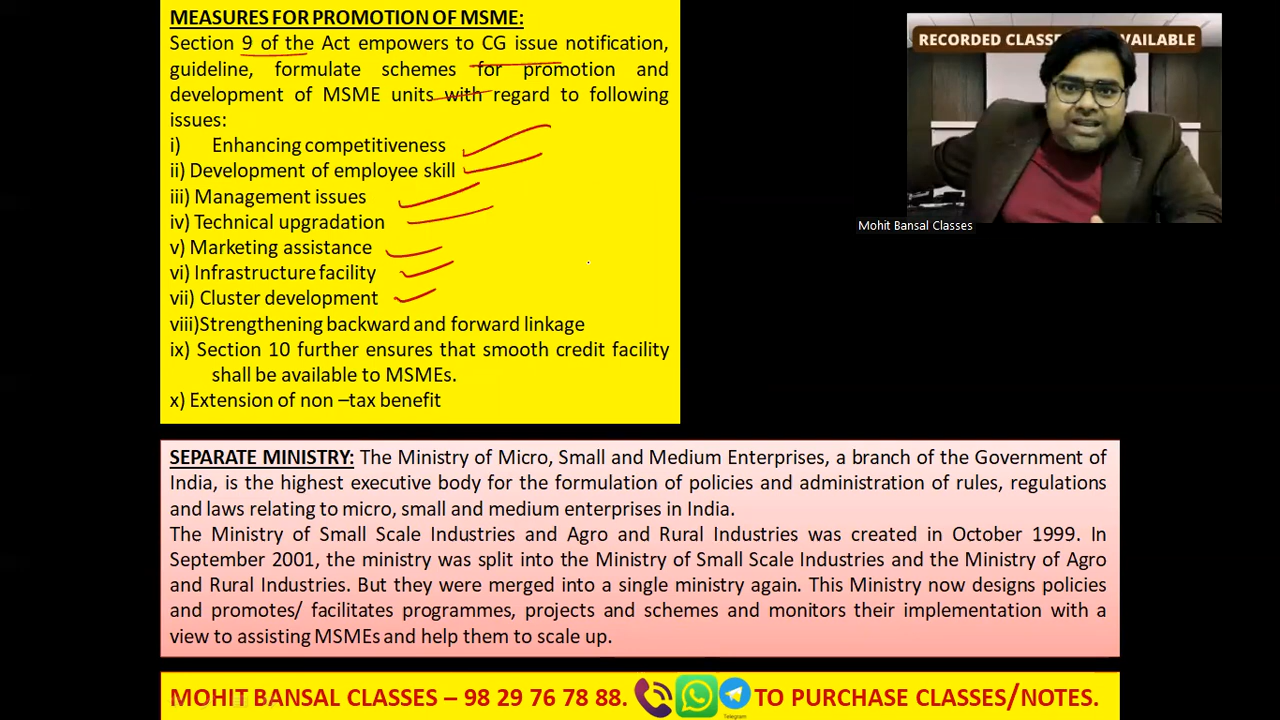 MEASURES FOR PROMOTION OF MSME:
Section 9 of the Act empowers to CG issue notification,
guideline, formulate schemes for promotion and
development of MSME units with regard to following
issues:
i) Enhancing competitiveness
ii) Development of employee skill
iii) Management issues
iv) Technical upgradation
v) Marketing assistance
vi) Infrastructure facility
vii) Cluster development
viii)Strengthening backward and forward linkage
ix) Section 10 further ensures that smooth credit facility
shall be available to MSMEs.
x) Extension of non –tax benefit
RECORDED CLASSE AVAILABLE
Mohit Bansal Classes
SEPARATE MINISTRY: The Ministry of Micro, Small and Medium Enterprises, a branch of the Government of
India, is the highest executive body for the formulation of policies and administration of rules, regulations
and laws relating to micro, small and medium enterprises in India.
The Ministry of Small Scale Industries and Agro and Rural Industries was created in October 1999. In
September 2001, the ministry was split into the Ministry of Small Scale Industries and the Ministry of Agro
and Rural Industries. But they were merged into a single ministry again. This Ministry now designs policies
and promotes/ facilitates programmes, projects and schemes and monitors their implementation with a
view to assisting MSMEs and help them to scale up.
MOHIT BANSAL CLASSES – 98 29 76 78 88. TO PURCHASE CLASSES/NOTES.
Telegram